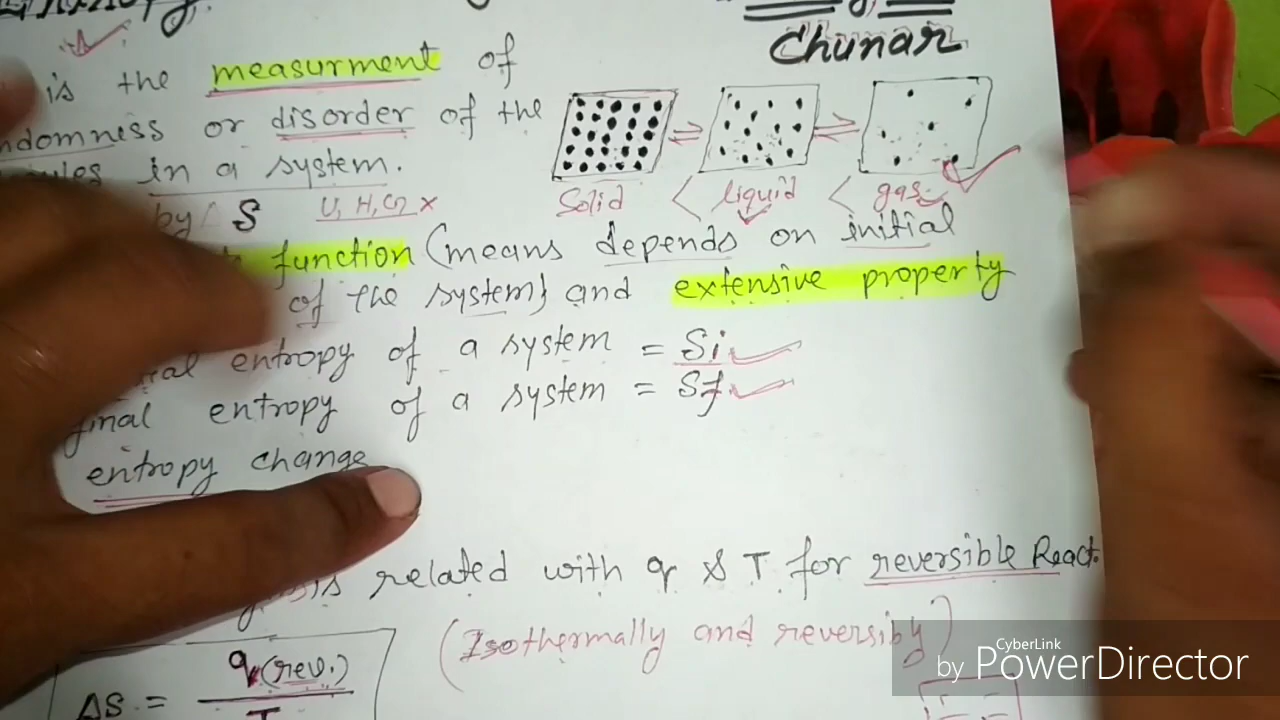 Chunar
is the measurment of
or disorder of the
in a system.
by S U, H, G x
Solid < liquid < gas
function (means depends on initial
of the system) and extensive property
entropy of a system = Si
final entropy of a system = Sf
entropy change
is related with q & T for reversible React.
(Isothermally and reversibly)
ΔS = q(rev.)
T
CyberLink
by PowerDirector